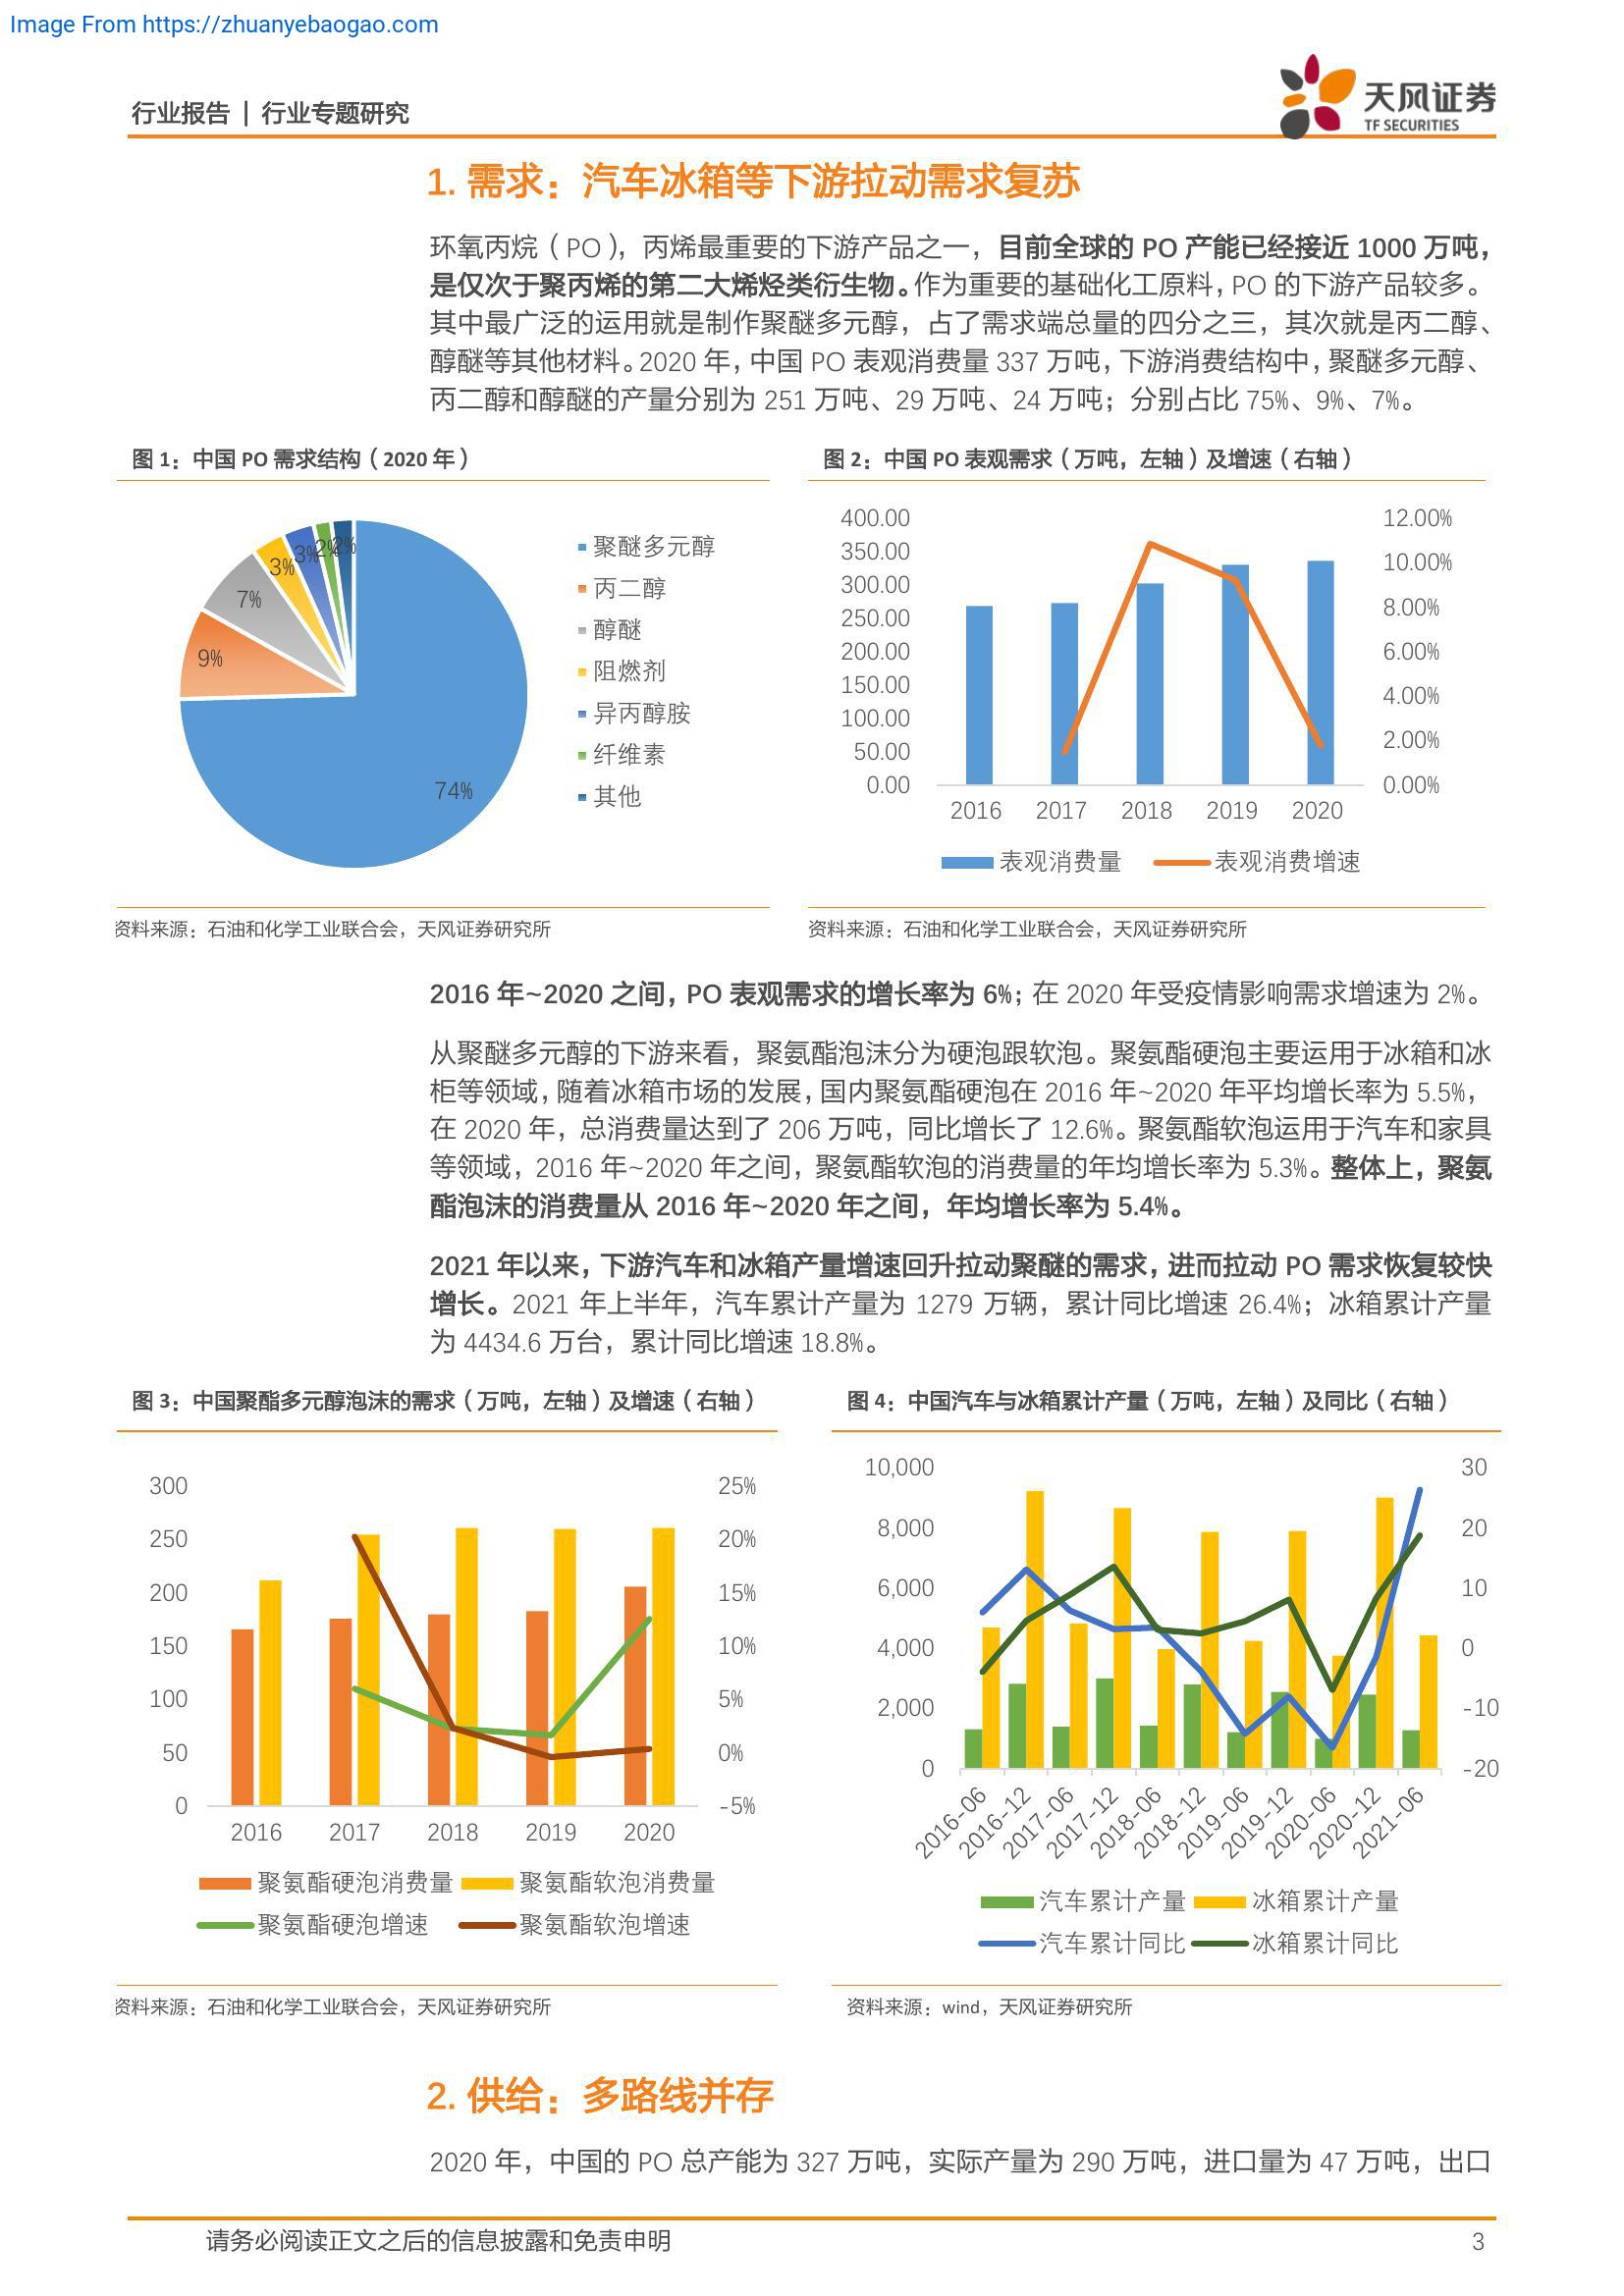 Image From https://zhuanyebaogao.com
行业报告 | 行业专题研究
天风证券
TF SECURITIES
1. 需求：汽车冰箱等下游拉动需求复苏
环氧丙烷（PO），丙烯最重要的下游产品之一，目前全球的 PO 产能已经接近 1000 万吨，
是仅次于聚丙烯的第二大烯烃类衍生物。作为重要的基础化工原料，PO 的下游产品较多。
其中最广泛的运用就是制作聚醚多元醇，占了需求端总量的四分之三，其次就是丙二醇、
醇醚等其他材料。2020 年，中国 PO 表观消费量 337 万吨，下游消费结构中，聚醚多元醇、
丙二醇和醇醚的产量分别为 251 万吨、29 万吨、24 万吨；分别占比 75%、9%、7%。
图 1：中国 PO 需求结构（2020 年）
74%
9%
7%
3%
3%
2%
2%
聚醚多元醇
丙二醇
醇醚
阻燃剂
异丙醇胺
纤维素
其他
资料来源：石油和化学工业联合会，天风证券研究所
图 2：中国 PO 表观需求（万吨，左轴）及增速（右轴）
400.00
350.00
300.00
250.00
200.00
150.00
100.00
50.00
0.00
12.00%
10.00%
8.00%
6.00%
4.00%
2.00%
0.00%
2016 2017 2018 2019 2020
表观消费量 表观消费增速
资料来源：石油和化学工业联合会，天风证券研究所
2016 年~2020 之间，PO 表观需求的增长率为 6%；在 2020 年受疫情影响需求增速为 2%。
从聚醚多元醇的下游来看，聚氨酯泡沫分为硬泡跟软泡。聚氨酯硬泡主要运用于冰箱和冰
柜等领域，随着冰箱市场的发展，国内聚氨酯硬泡在 2016 年~2020 年平均增长率为 5.5%，
在 2020 年，总消费量达到了 206 万吨，同比增长了 12.6%。聚氨酯软泡运用于汽车和家具
等领域，2016 年~2020 年之间，聚氨酯软泡的消费量的年均增长率为 5.3%。整体上，聚氨
酯泡沫的消费量从 2016 年~2020 年之间，年均增长率为 5.4%。
2021 年以来，下游汽车和冰箱产量增速回升拉动聚醚的需求，进而拉动 PO 需求恢复较快
增长。2021 年上半年，汽车累计产量为 1279 万辆，累计同比增速 26.4%；冰箱累计产量
为 4434.6 万台，累计同比增速 18.8%。
图 3：中国聚酯多元醇泡沫的需求（万吨，左轴）及增速（右轴）
300
250
200
150
100
50
0
25%
20%
15%
10%
5%
0%
-5%
2016 2017 2018 2019 2020
聚氨酯硬泡消费量 聚氨酯软泡消费量
聚氨酯硬泡增速 聚氨酯软泡增速
资料来源：石油和化学工业联合会，天风证券研究所
图 4：中国汽车与冰箱累计产量（万吨，左轴）及同比（右轴）
10,000
8,000
6,000
4,000
2,000
0
30
20
10
0
-10
-20
2016-06 2016-12 2017-06 2017-12 2018-06 2018-12 2019-06 2019-12 2020-06 2020-12 2021-06
汽车累计产量 冰箱累计产量
汽车累计同比 冰箱累计同比
资料来源：wind，天风证券研究所
2. 供给：多路线并存
2020 年，中国的 PO 总产能为 327 万吨，实际产量为 290 万吨，进口量为 47 万吨，出口
请务必阅读正文之后的信息披露和免责申明
3